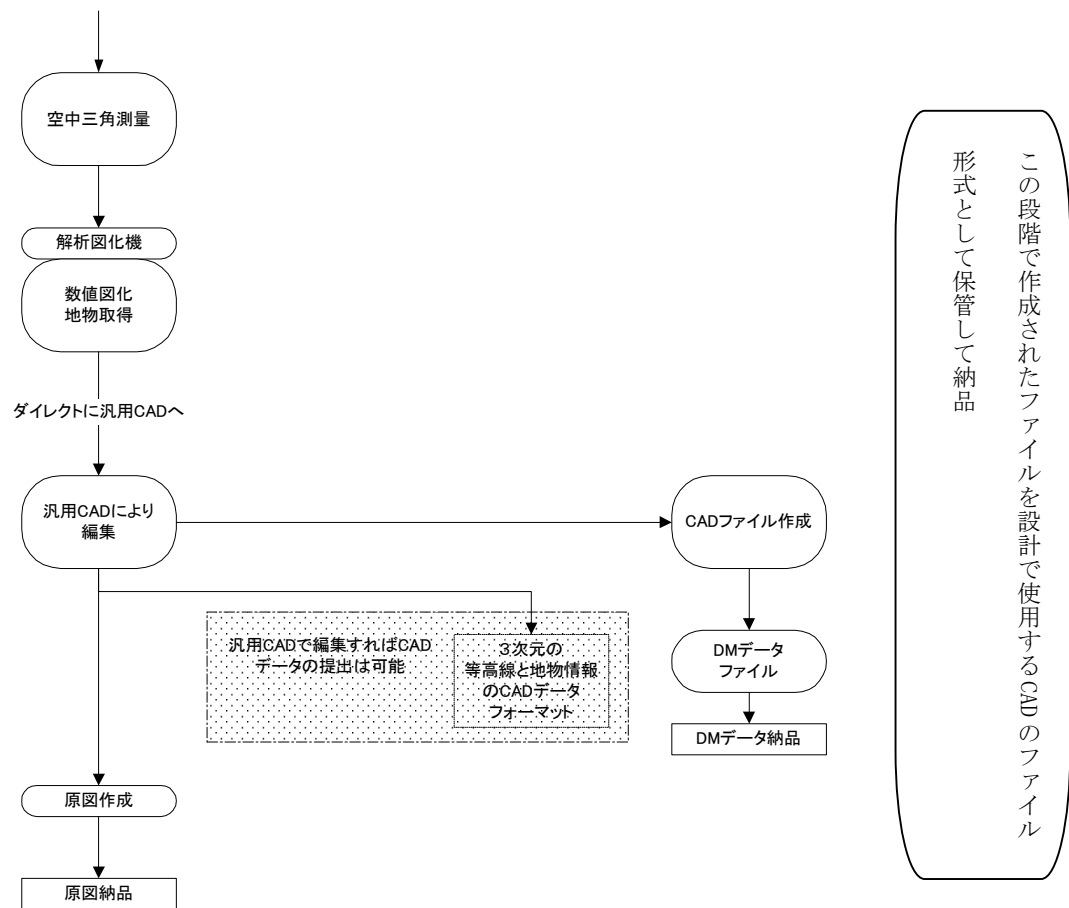 空中三角測量
解析図化機
数値図化
地物取得
ダイレクトに汎用CADへ
汎用CADにより
編集
CADファイル作成
汎用CADで編集すればCAD
データの提出は可能
３次元の
等高線と地物情報
のCADデータ
フォーマット
DMデータ
ファイル
DMデータ納品
原図作成
原図納品
この段階で作成されたファイルを設計で使用するCADのファイル
形式として保管して納品